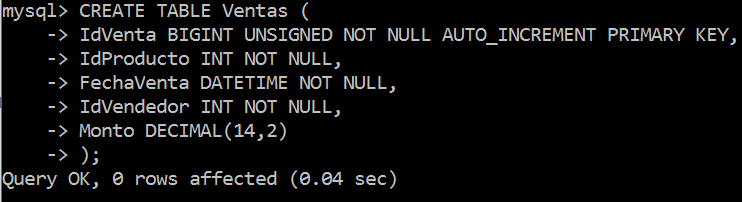 mysql> CREATE TABLE Ventas (
    -> IdVenta BIGINT UNSIGNED NOT NULL AUTO_INCREMENT PRIMARY KEY,
    -> IdProducto INT NOT NULL,
    -> FechaVenta DATETIME NOT NULL,
    -> IdVendedor INT NOT NULL,
    -> Monto DECIMAL(14,2)
    -> );
Query OK, 0 rows affected (0.04 sec)